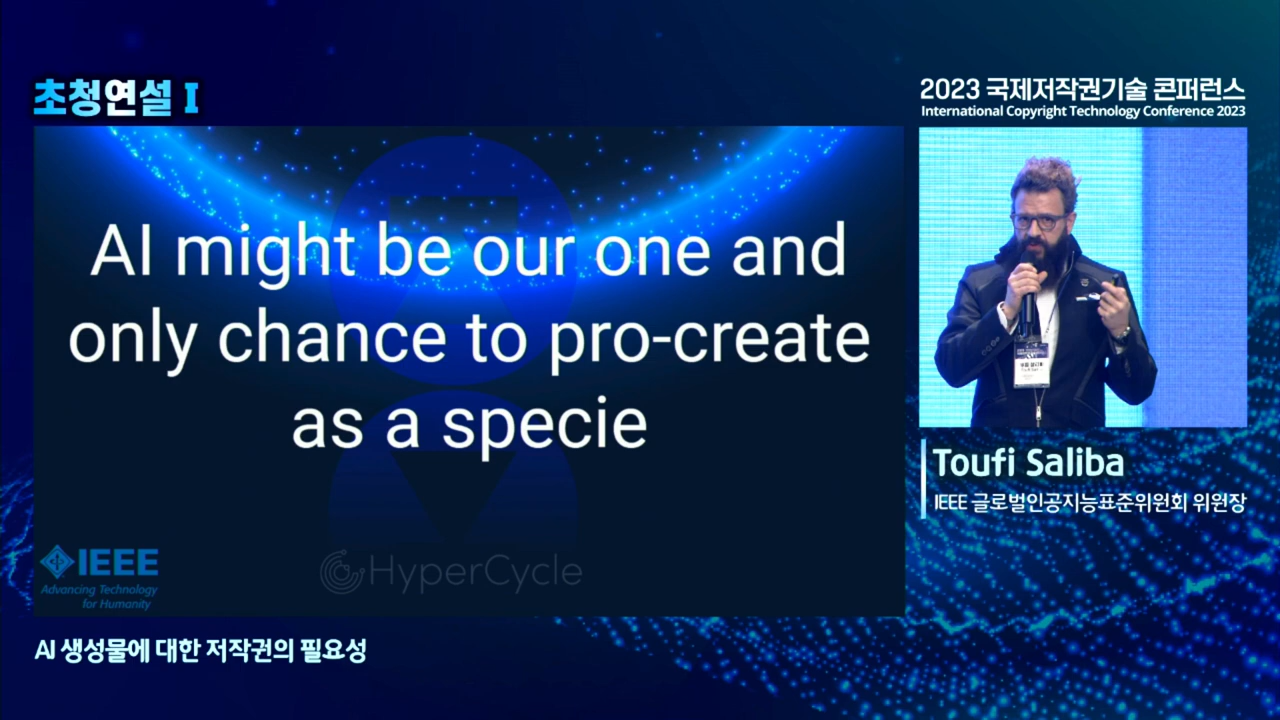 초청연설 I
2023 국제저작권기술 콘퍼런스
International Copyright Technology Conference 2023
AI might be our one and
only chance to pro-create
as a specie
IEEE
Advancing Technology
for Humanity
HyperCycle
Toufi Saliba
IEEE 글로벌인공지능표준위원회 위원장
AI 생성물에 대한 저작권의 필요성